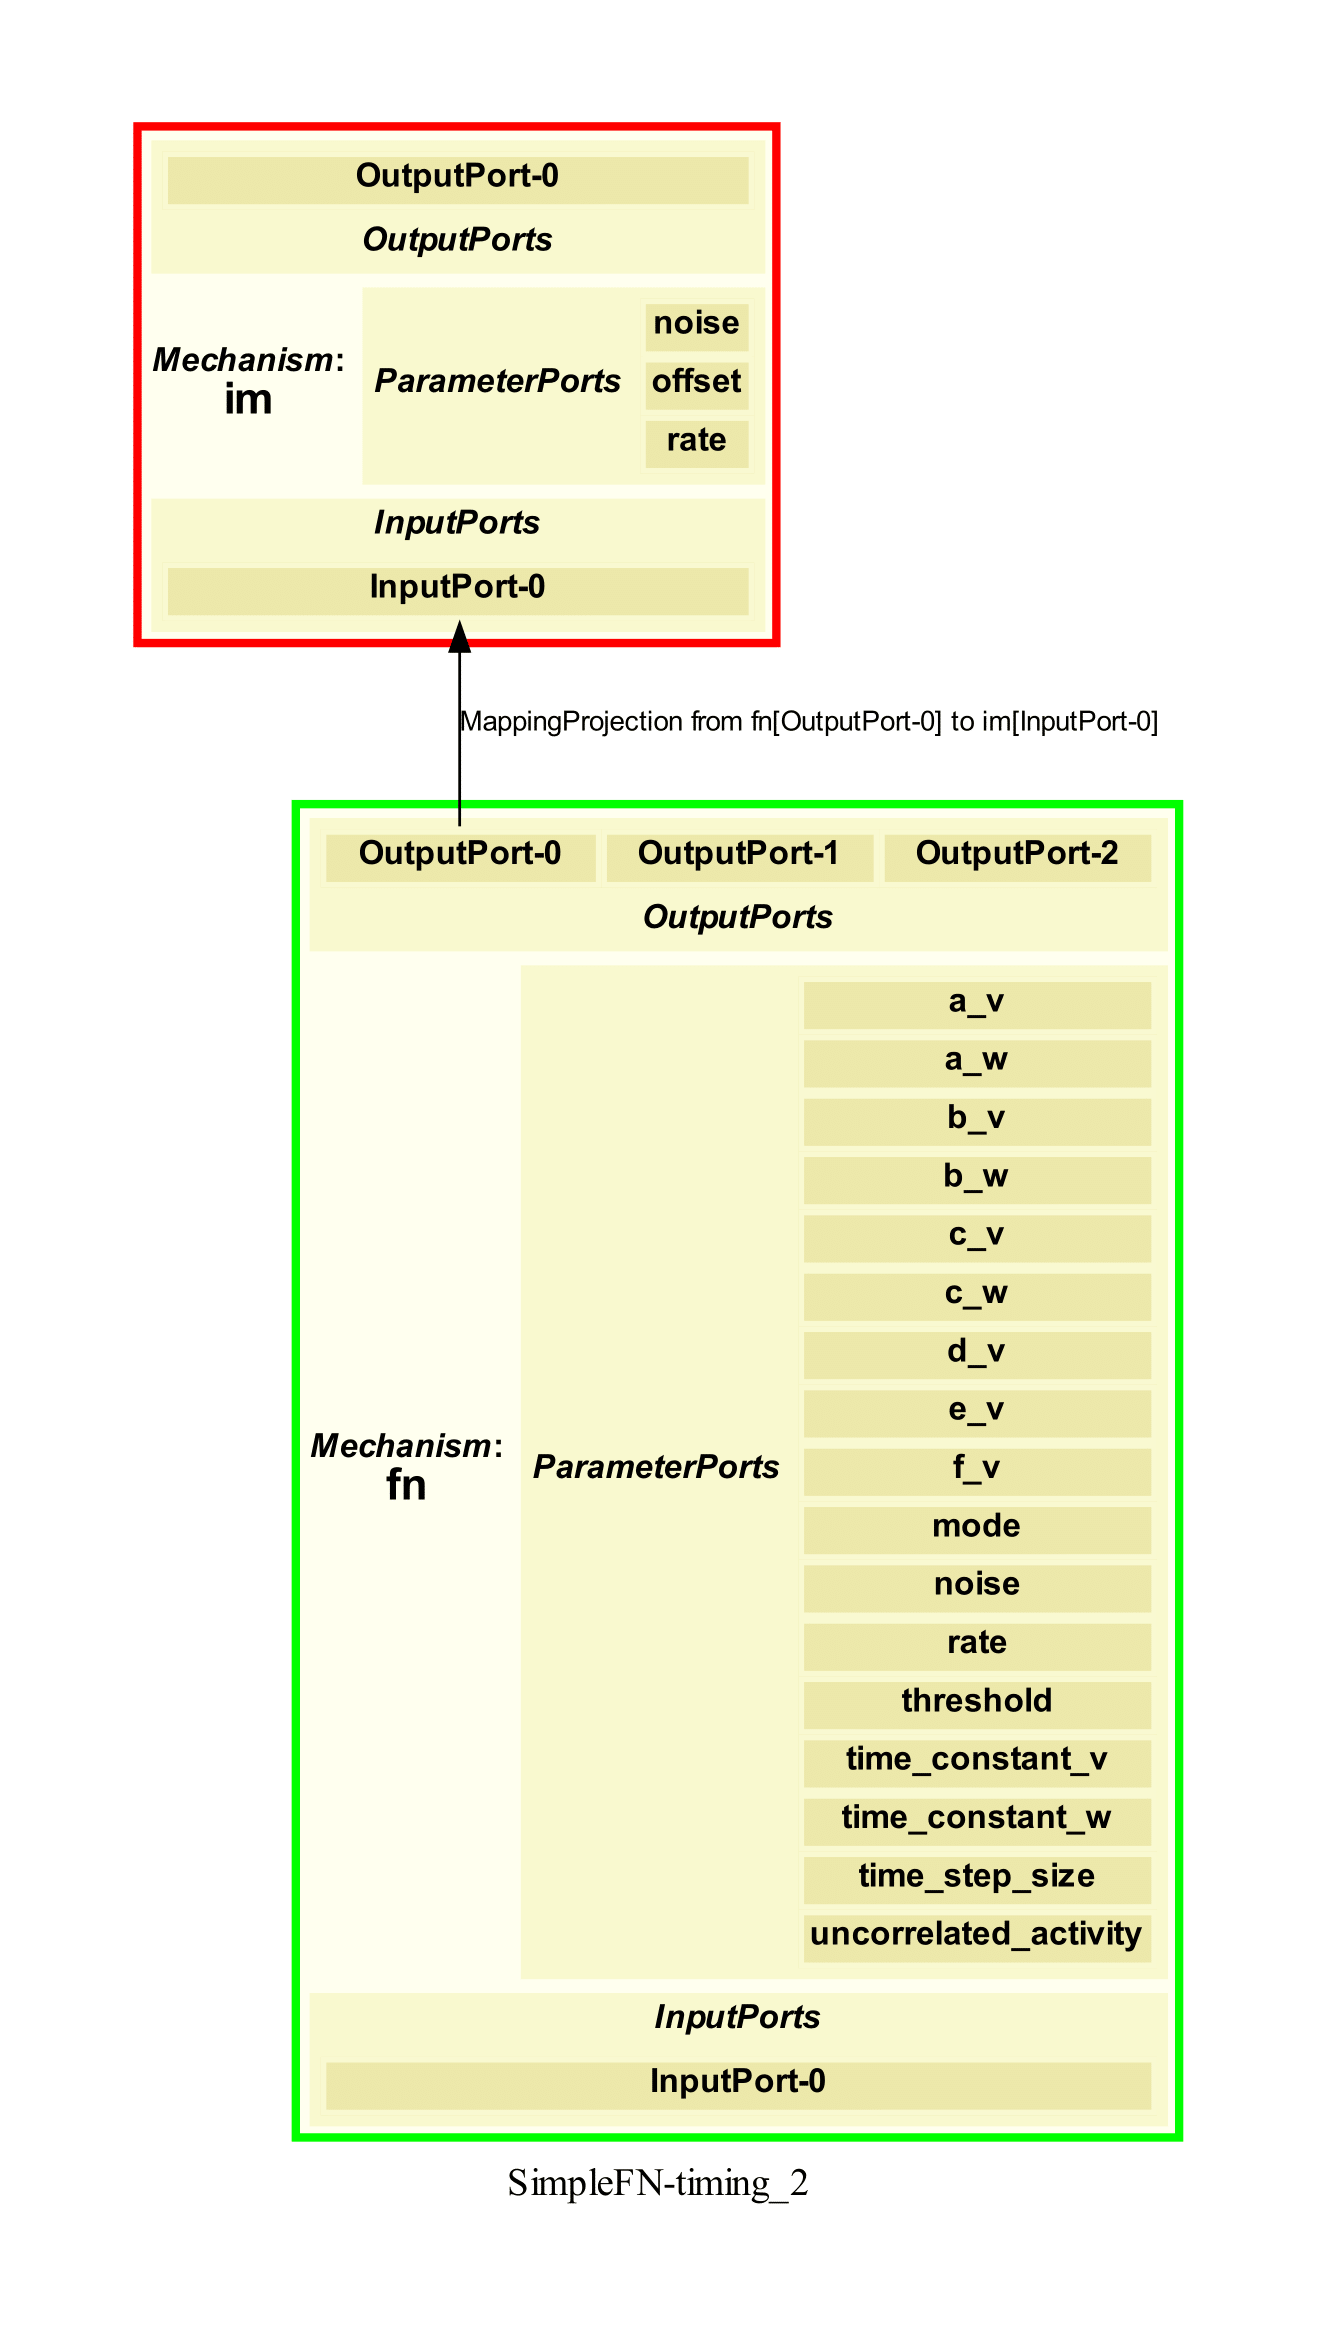 OutputPort-0
OutputPorts
Mechanism:
im
ParameterPorts
noise
offset
rate
InputPorts
InputPort-0
MappingProjection from fn[OutputPort-0] to im[InputPort-0]
OutputPort-0 OutputPort-1 OutputPort-2
OutputPorts
Mechanism:
fn
ParameterPorts
a_v
a_w
b_v
b_w
c_v
c_w
d_v
e_v
f_v
mode
noise
rate
threshold
time_constant_v
time_constant_w
time_step_size
uncorrelated_activity
InputPorts
InputPort-0
SimpleFN-timing_2